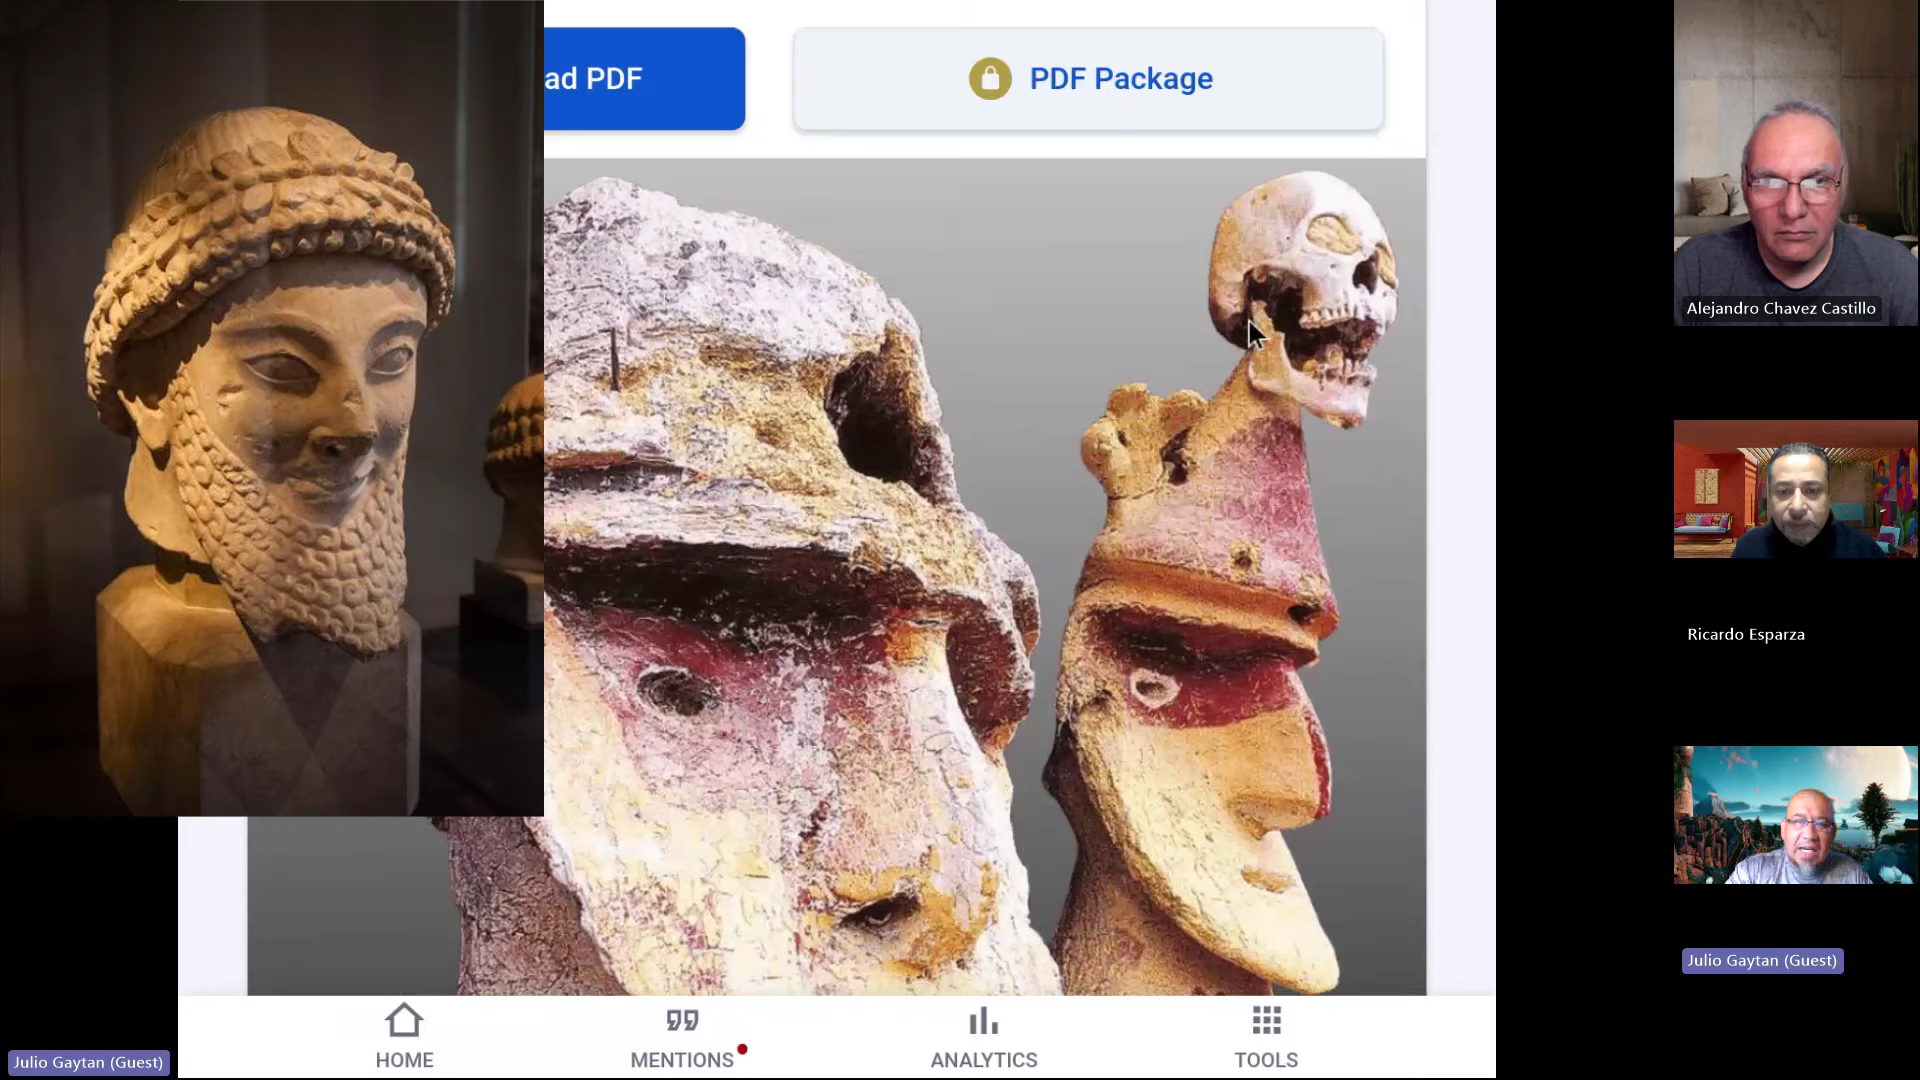 ad PDF
PDF Package
Alejandro Chavez Castillo
Ricardo Esparza
Julio Gaytan (Guest)
HOME
MENTIONS
ANALYTICS
TOOLS
Julio Gaytan (Guest)